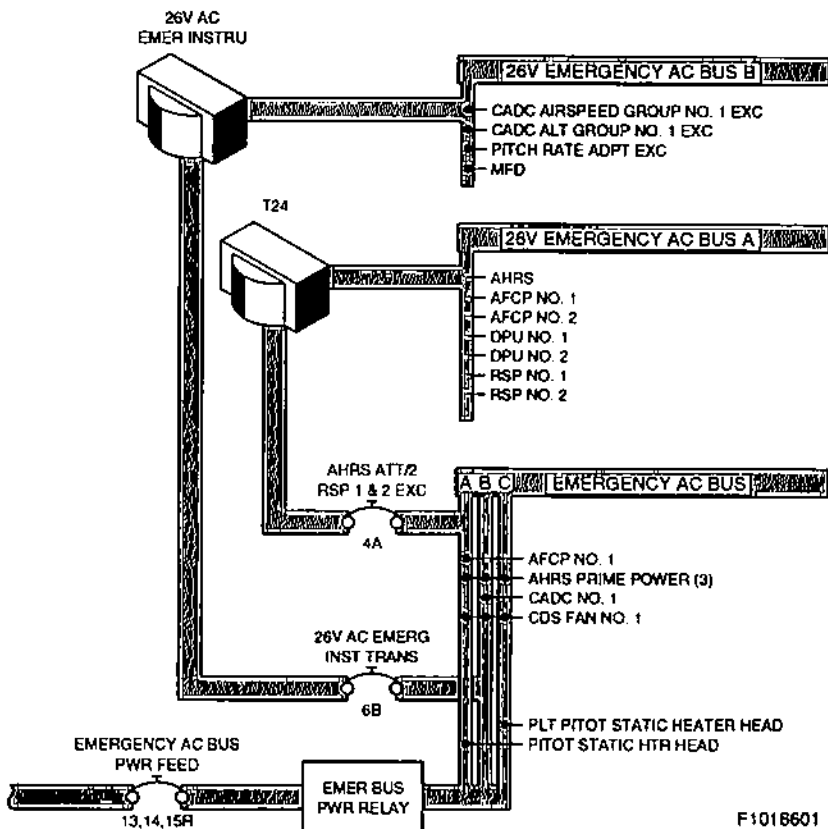 26V AC
EMER INSTRU
26V EMERGENCY AC BUS B
CADC AIRSPEED GROUP NO. 1 EXC
CADC ALT GROUP NO. 1 EXC
PITCH RATE ADPT EXC
MFD
T24
26V EMERGENCY AC BUS A
AHRS
AFCP NO. 1
AFCP NO. 2
DPU NO. 1
DPU NO. 2
RSP NO. 1
RSP NO. 2
AHRS ATT/2
RSP 1 & 2 EXC
4A
A B C EMERGENCY AC BUS
AFCP NO. 1
AHRS PRIME POWER (3)
CADC NO. 1
CDS FAN NO. 1
26V AC EMERG
INST TRANS
6B
PLT PITOT STATIC HEATER HEAD
PITOT STATIC HTR HEAD
EMERGENCY AC BUS
PWR FEED
13,14,15R
EMER BUS
PWR RELAY
F1016601